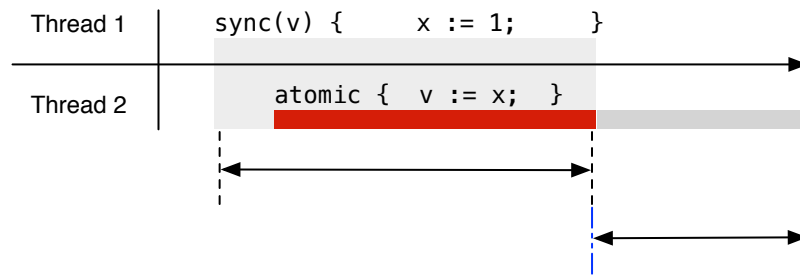 Thread 1 sync(v) { x := 1; }
Thread 2 atomic { v := x; }